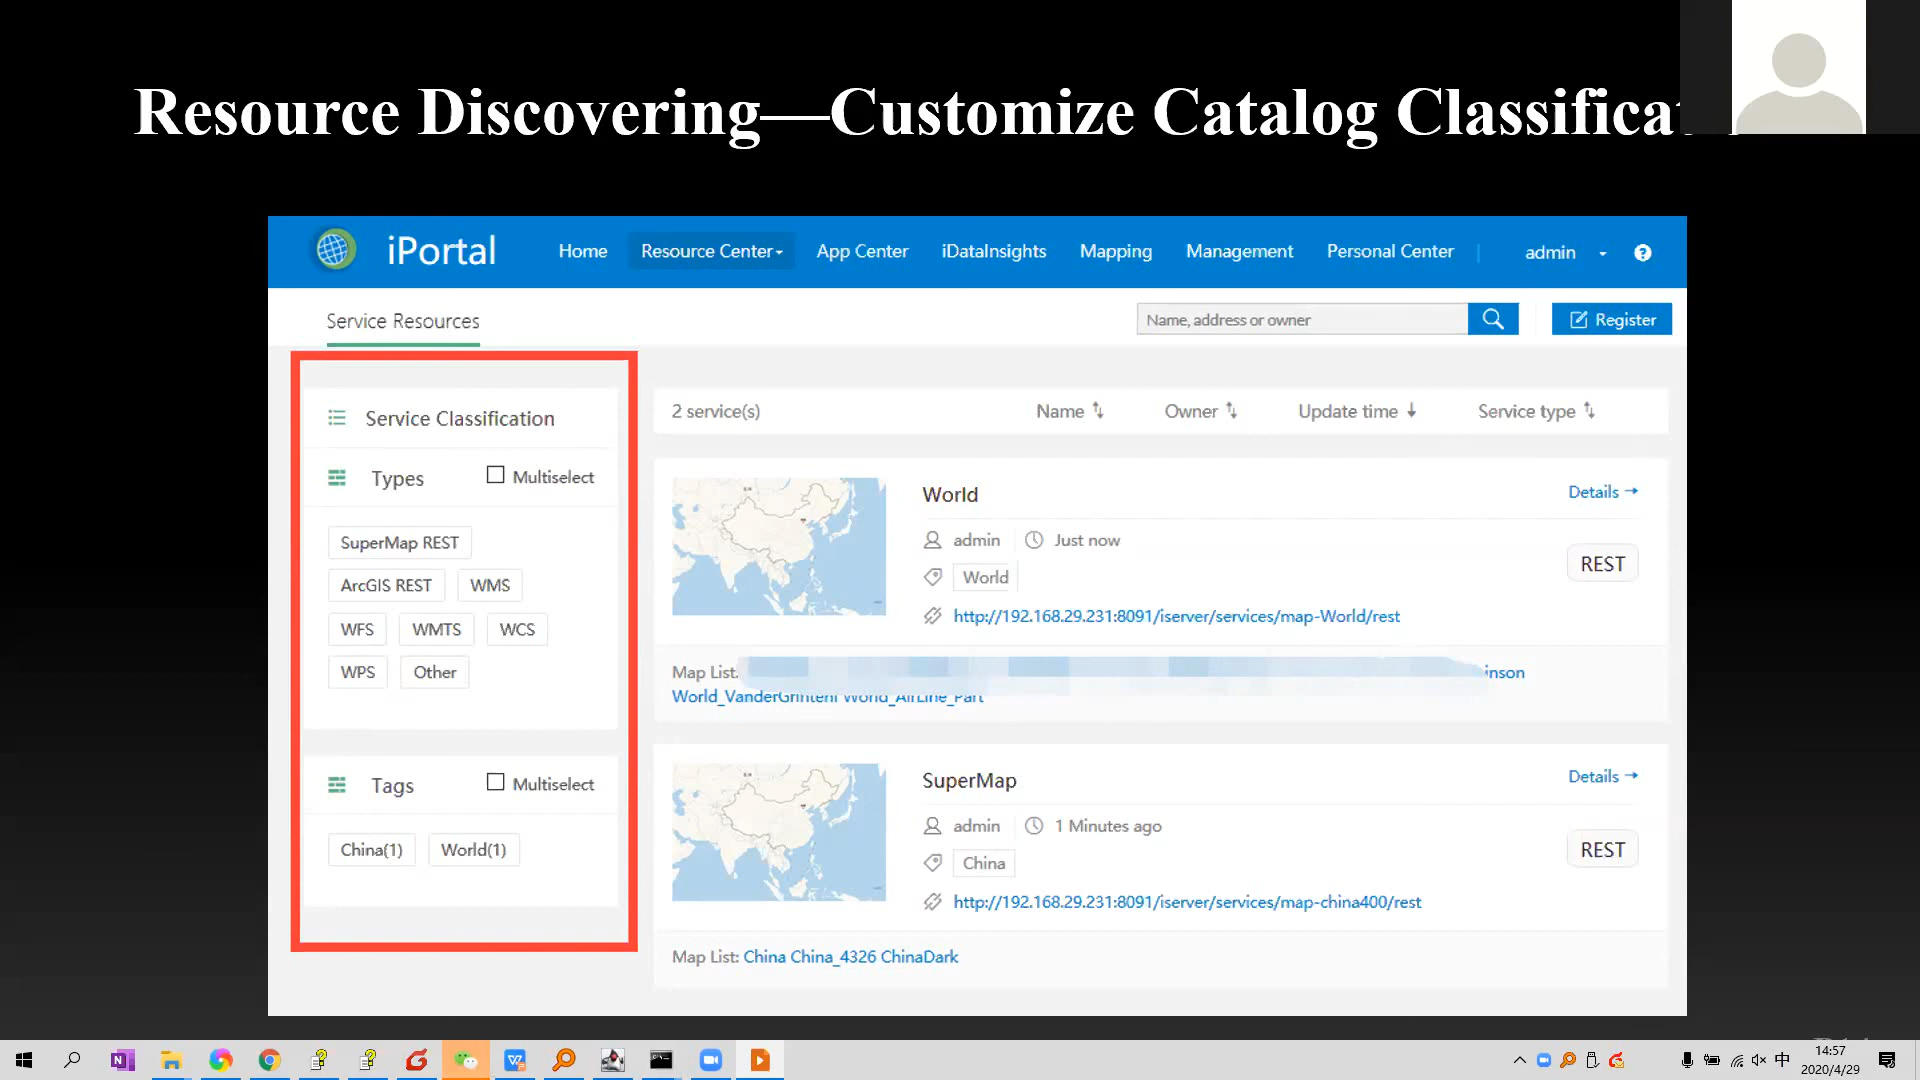 Resource Discovering—Customize Catalog
iPortal
Home Resource Center App Center iDataInsights Mapping Management Personal Center | admin
Service Resources
Name, address or owner
Register
Service Classification
Types
Multiselect
SuperMap REST
ArcGIS REST WMS
WFS WMTS WCS
WPS Other
Tags
Multiselect
China(1) World(1)
2 service(s) Name Owner Update time Service type
World
Details
admin Just now
World
REST
http://192.168.29.231:8091/iserver/services/map-World/rest
Map List:
World_VanderGrinteni World_AirLine_Part
SuperMap
Details
admin 1 Minutes ago
China
REST
http://192.168.29.231:8091/iserver/services/map-china400/rest
Map List: China China_4326 ChinaDark
中
14:57
2020/4/29